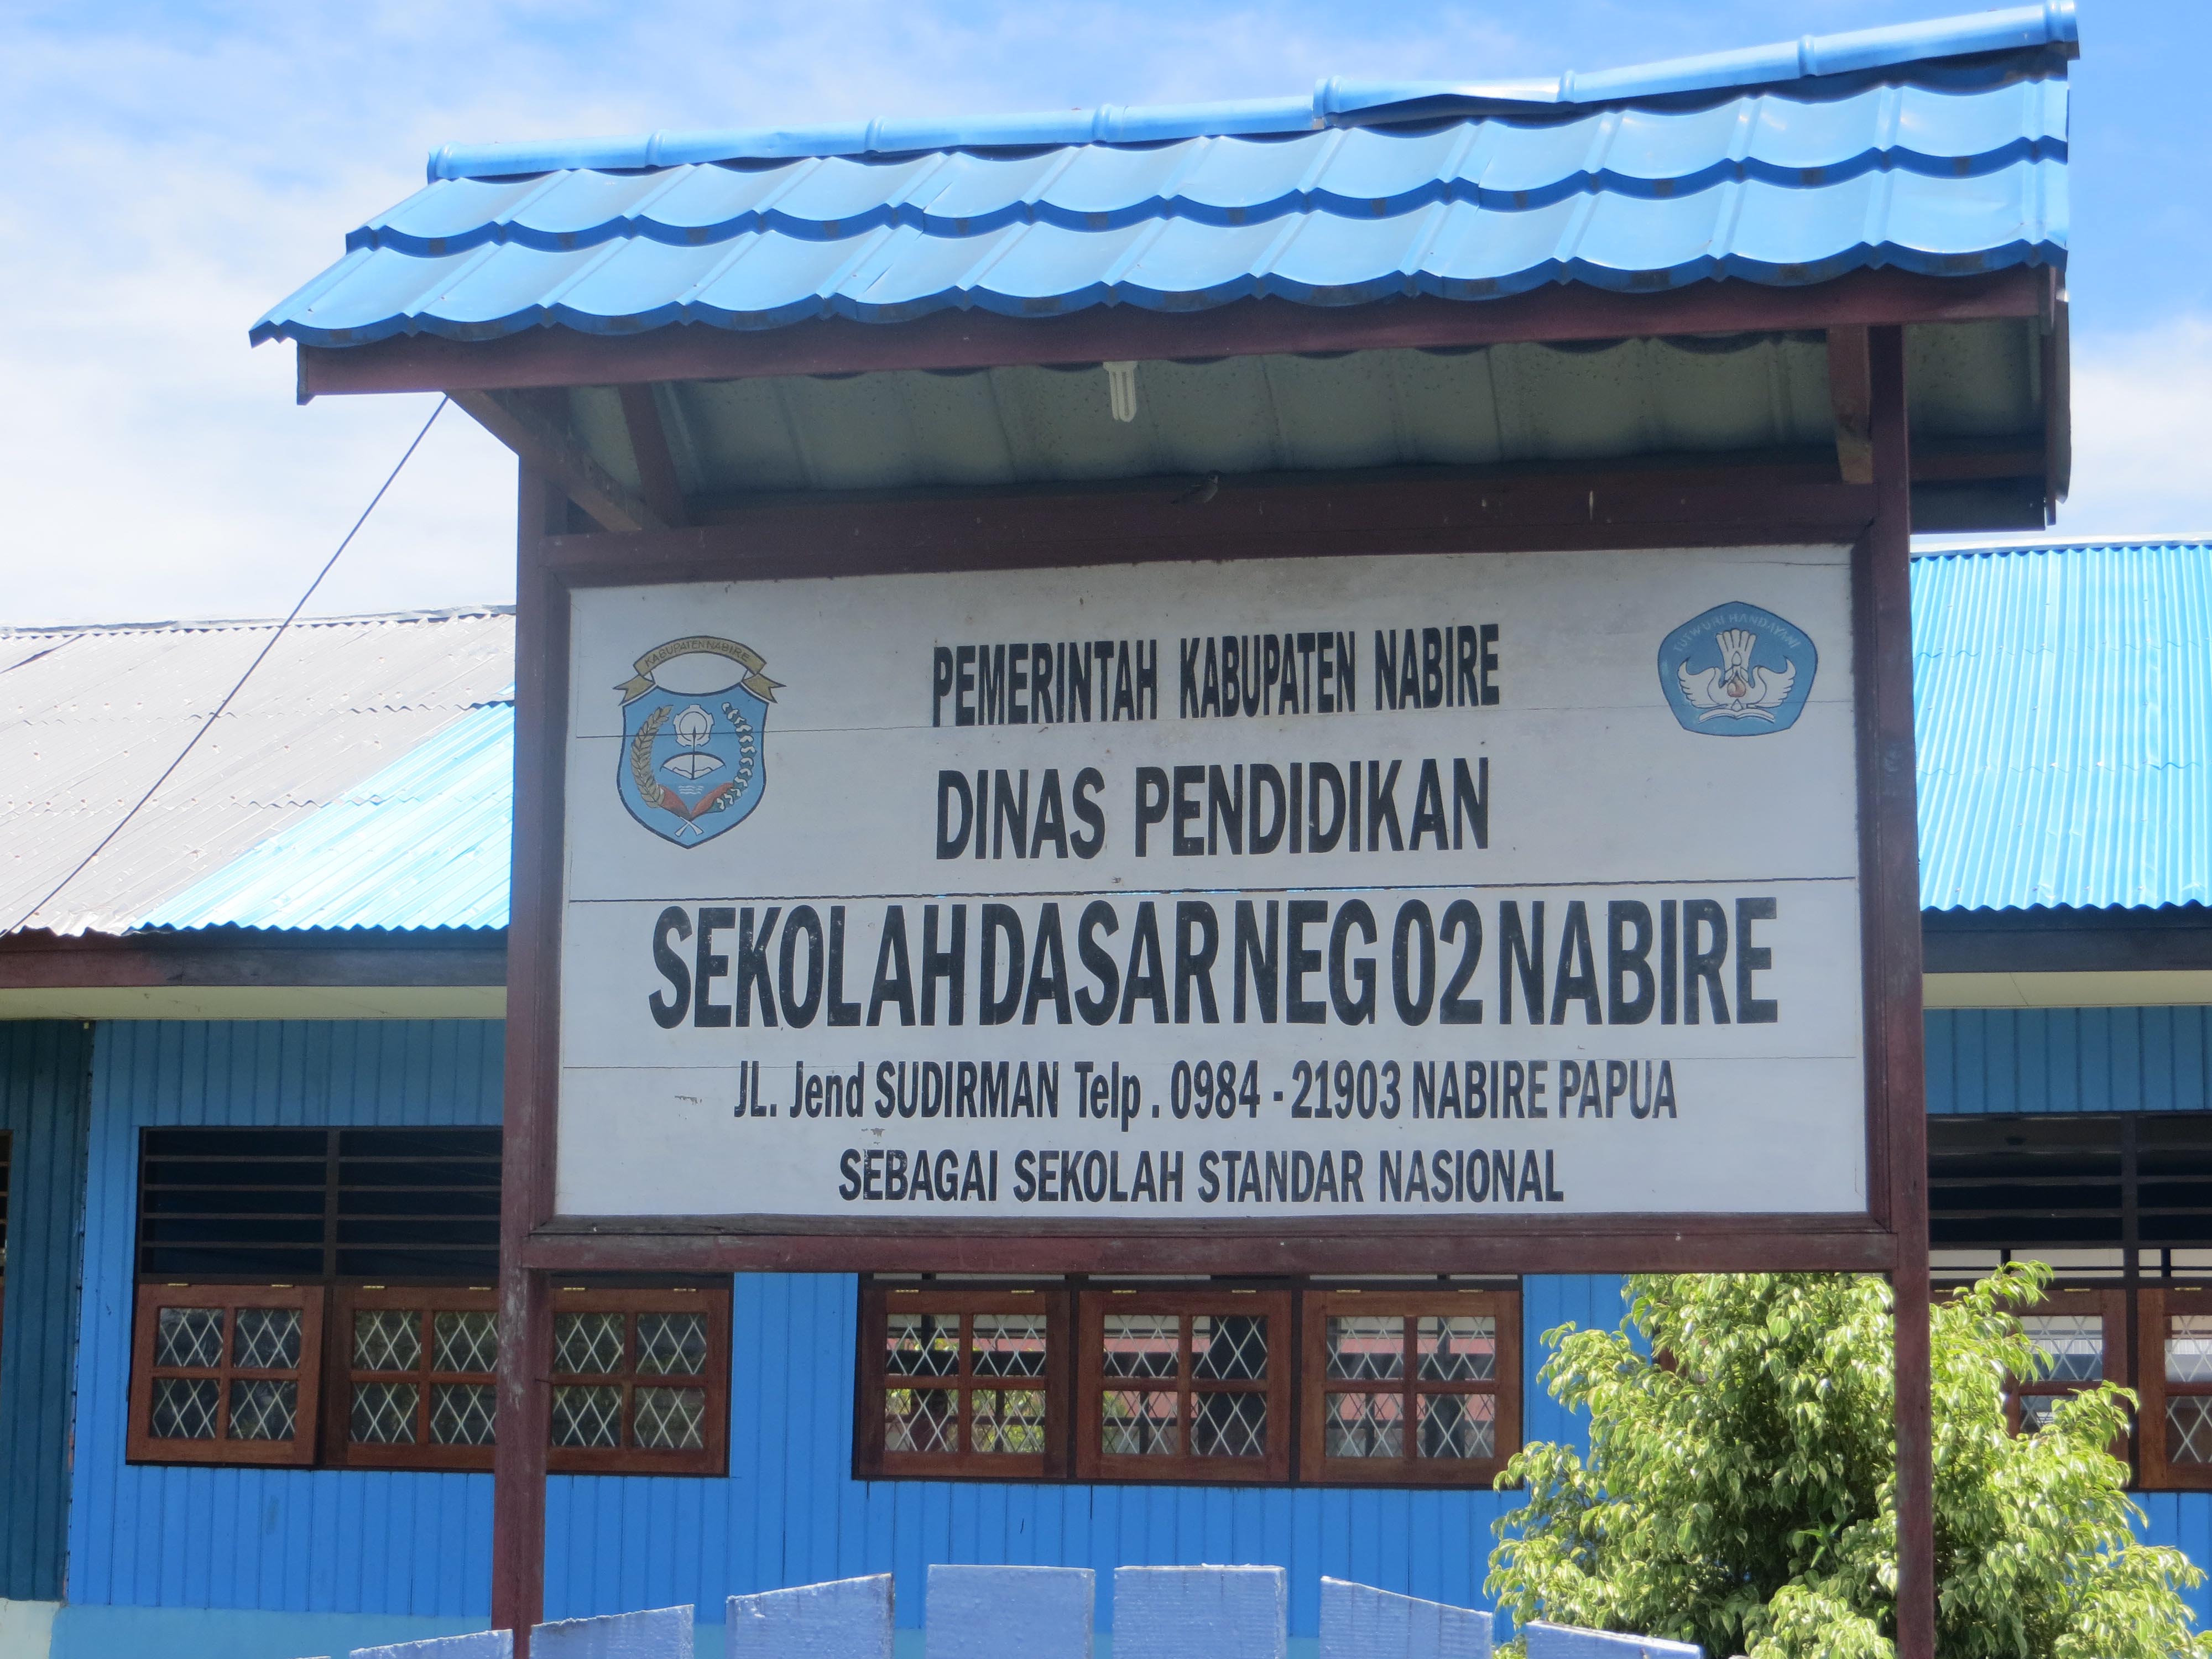 KABUPATEN NABIRE
TUT WURI HANDAYANI
PEMERINTAH KABUPATEN NABIRE
DINAS PENDIDIKAN
SEKOLAH DASAR NEG 02 NABIRE
JL. Jend SUDIRMAN Telp . 0984 - 21903 NABIRE PAPUA
SEBAGAI SEKOLAH STANDAR NASIONAL